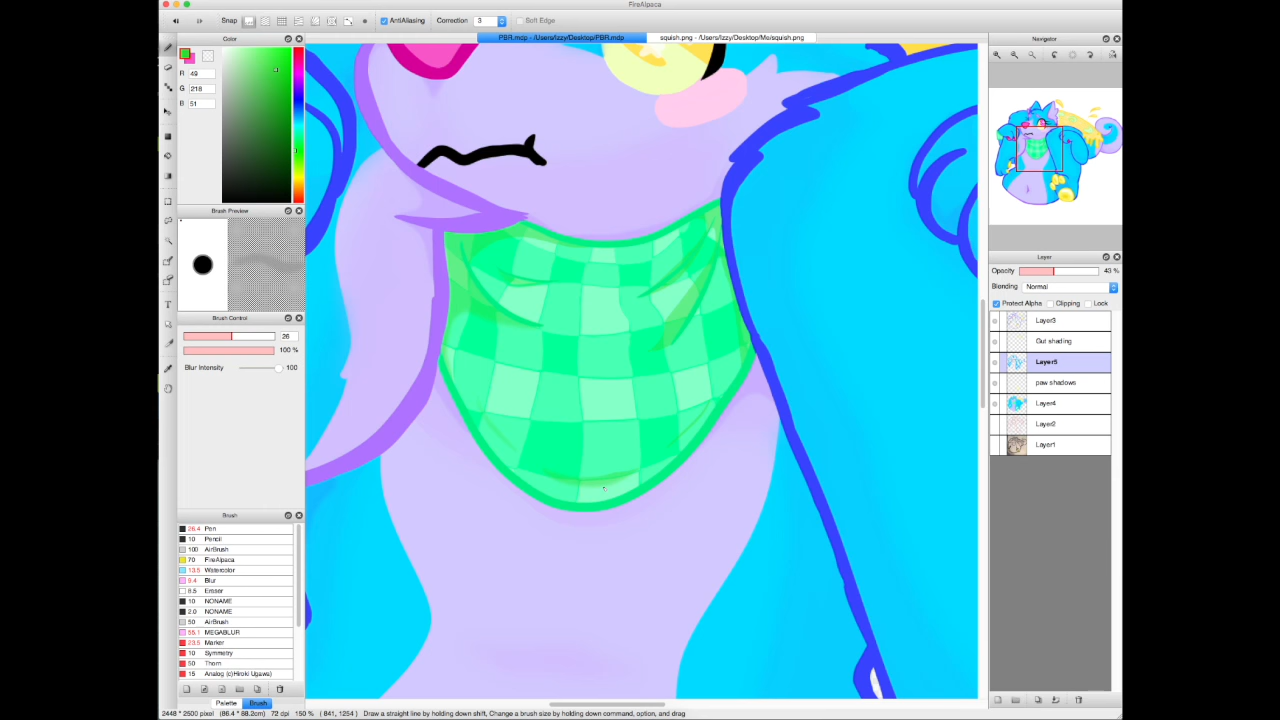 FireAlpaca
Snap
AntiAliasing
Correction
3
Soft Edge
PBR.mdp - /Users/Izzy/Desktop/PBR.mdp
squish.png - /Users/Izzy/Desktop/Me/squish.png
Color
R 49
G 218
B 51
Brush Preview
Brush Control
26
100 %
Blur Intensity
100
Brush
26.4 Pen
10 Pencil
100 AirBrush
70 FireAlpaca
13.5 Watercolor
9.4 Blur
8.5 Eraser
10 NONAME
2.0 NONAME
50 AirBrush
55.1 MEGABLUR
23.5 Marker
10 Symmetry
50 Thorn
15 Analog (c)Hiroki Ugawa)
Palette
Brush
Navigator
Layer
Opacity
43 %
Blending
Normal
Protect Alpha
Clipping
Lock
Layer3
Gut shading
Layer5
paw shadows
Layer4
Layer2
Layer1
2448 * 2500 pixel (86.4 * 88.2cm) 72 dpi 150 % ( 841, 1254 ) Draw a straight line by holding down shift, Change a brush size by holding down command, option, and drag